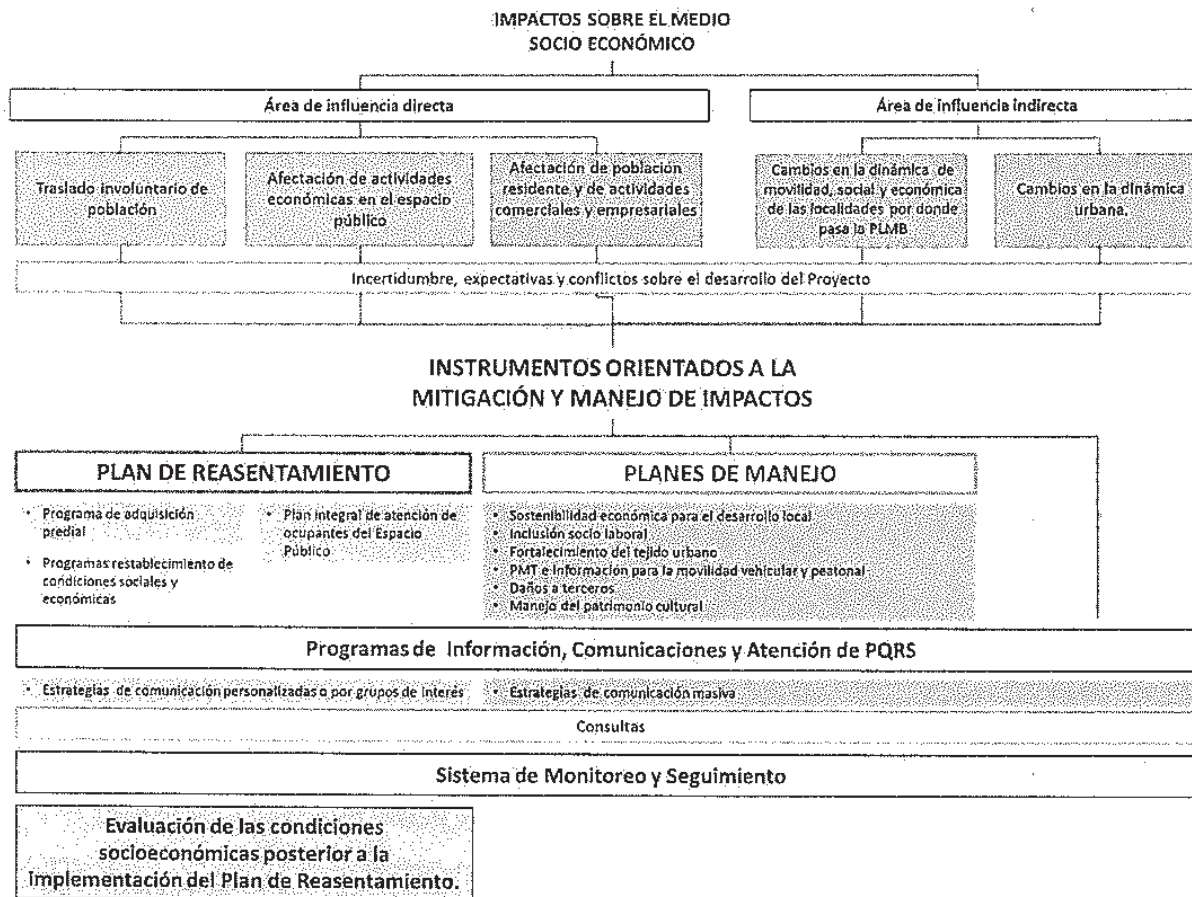 IMPACTOS SOBRE EL MEDIO
SOCIO ECONÓMICO
Área de influencia directa
Área de influencia indirecta
Traslado involuntario de
población
Afectación de actividades
económicas en el espacio
público
Afectación de población
residente y de actividades
comerciales y empresariales
Cambios en la dinámica de
movilidad, social y económica
de las localidades por donde
pasa la PLMB
Cambios en la dinámica
urbana.
Incertidumbre, expectativas y conflictos sobre el desarrollo del Proyecto
INSTRUMENTOS ORIENTADOS A LA
MITIGACIÓN Y MANEJO DE IMPACTOS
PLAN DE REASENTAMIENTO
• Programa de adquisición
predial
• Programas restablecimiento de
condiciones sociales y
económicas
• Plan integral de atención de
ocupantes del Espacio
Público
PLANES DE MANEJO
• Sostenibilidad económica para el desarrollo local
• Inclusión socio laboral
• Fortalecimiento del tejido urbano
• PMT e Información para la movilidad vehicular y peatonal
• Daños a terceros
• Manejo del patrimonio cultural
Programas de Información, Comunicaciones y Atención de PQRS
• Estrategias de comunicación personalizadas o por grupos de interés
• Estrategias de comunicación masiva
Consultas
Sistema de Monitoreo y Seguimiento
Evaluación de las condiciones
socioeconómicas posterior a la
Implementación del Plan de Reasentamiento.